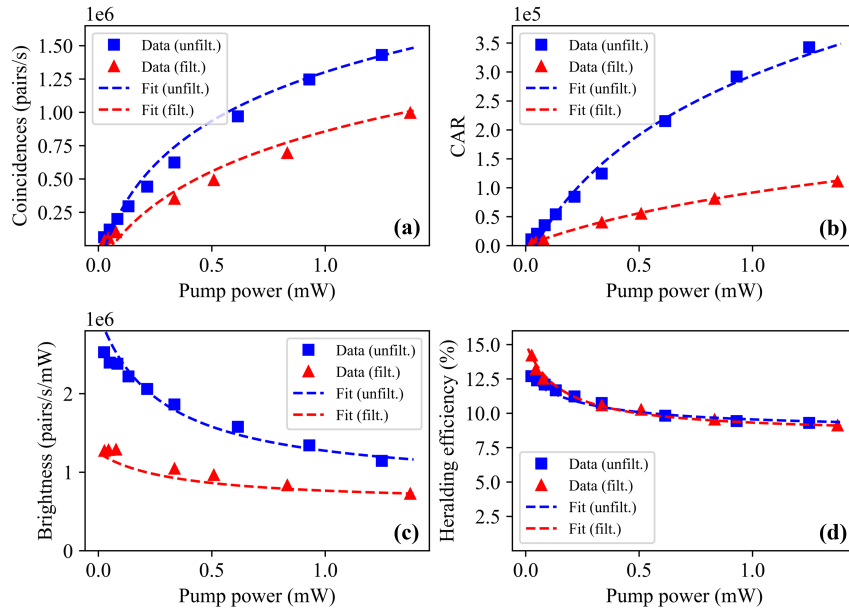 1e6
Coincidences (pairs/s)
1.50
1.25
1.00
0.75
0.50
0.25
Data (unfilt.)
Data (filt.)
Fit (unfilt.)
Fit (filt.)
(a)
0.0
0.5
1.0
Pump power (mW)
1e5
CAR
3.5
3.0
2.5
2.0
1.5
1.0
0.5
0.0
Data (unfilt.)
Data (filt.)
Fit (unfilt.)
Fit (filt.)
(b)
0.0
0.5
1.0
Pump power (mW)
1e6
Brightness (pairs/s/mW)
2
1
0
Data (unfilt.)
Data (filt.)
Fit (unfilt.)
Fit (filt.)
(c)
0.0
0.5
1.0
Pump power (mW)
Heralding efficiency (%)
15.0
12.5
10.0
7.5
5.0
2.5
Data (unfilt.)
Data (filt.)
Fit (unfilt.)
Fit (filt.)
(d)
0.0
0.5
1.0
Pump power (mW)